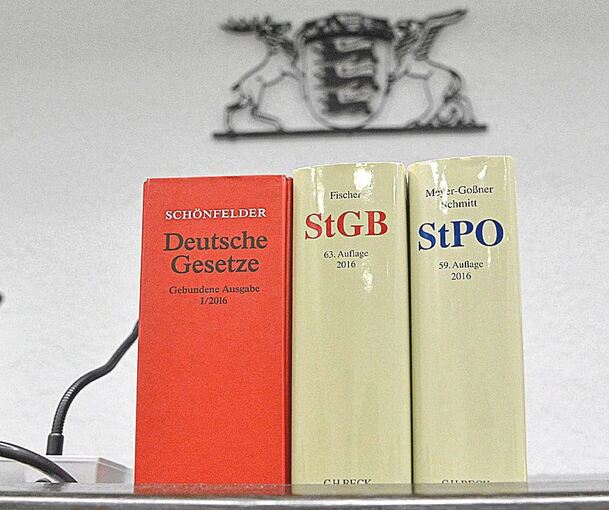 SCHÖNFELDER
Deutsche
Gesetze
Gebundene Ausgabe
I/2016
Fischer
StGB
63. Auflage
2016
C.H.BECK
Meyer-Goßner
Schmitt
StPO
59. Auflage
2016
C.H.BECK